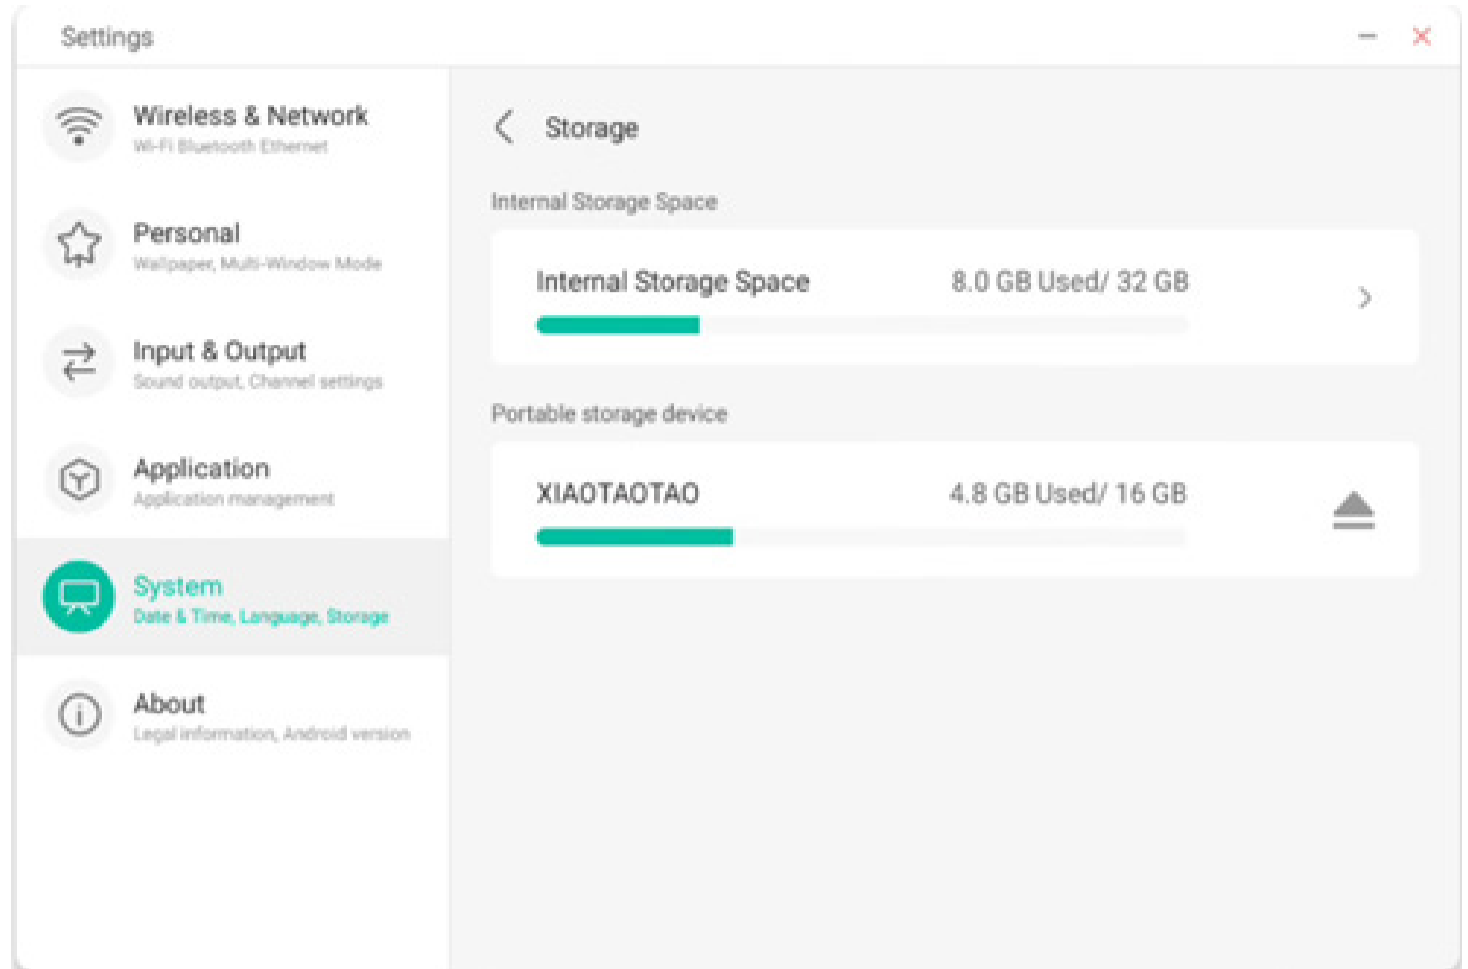 Settings
Wireless & Network
Wi-Fi Bluetooth Ethernet
Personal
Wallpaper, Multi-Window Mode
Input & Output
Sound output, Channel settings
Application
Application management
System
Date & Time, Language, Storage
About
Legal information, Android version
Storage
Internal Storage Space
Internal Storage Space 8.0 GB Used/ 32 GB
Portable storage device
XIAOTAOTAO 4.8 GB Used/ 16 GB